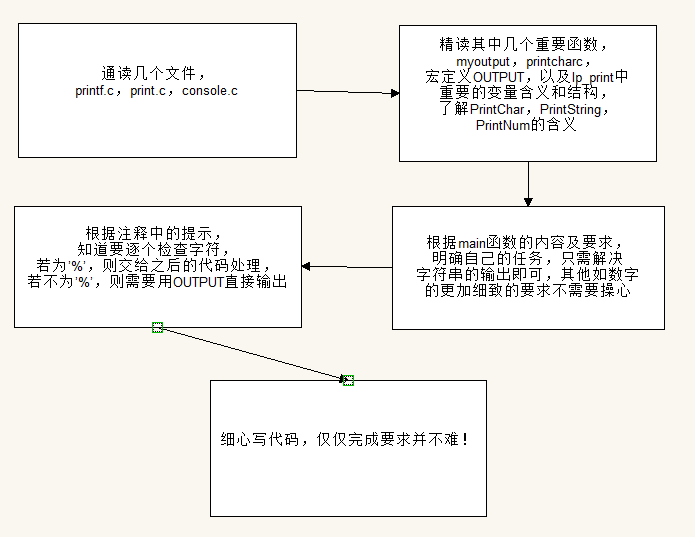 通读几个文件，
printf.c，print.c，console.c
精读其中几个重要函数，
myoutput，printcharc，
宏定义OUTPUT，以及lp_print中
重要的变量含义和结构，
了解PrintChar，PrintString，
PrintNum的含义
根据main函数的内容及要求，
明确自己的任务，只需解决
字符串的输出即可，其他如数字
的更加细致的要求不需要操心
根据注释中的提示，
知道要逐个检查字符，
若为'%'，则交给之后的代码处理，
若不为'%'，则需要用OUTPUT直接输出
细心写代码，仅仅完成要求并不难！